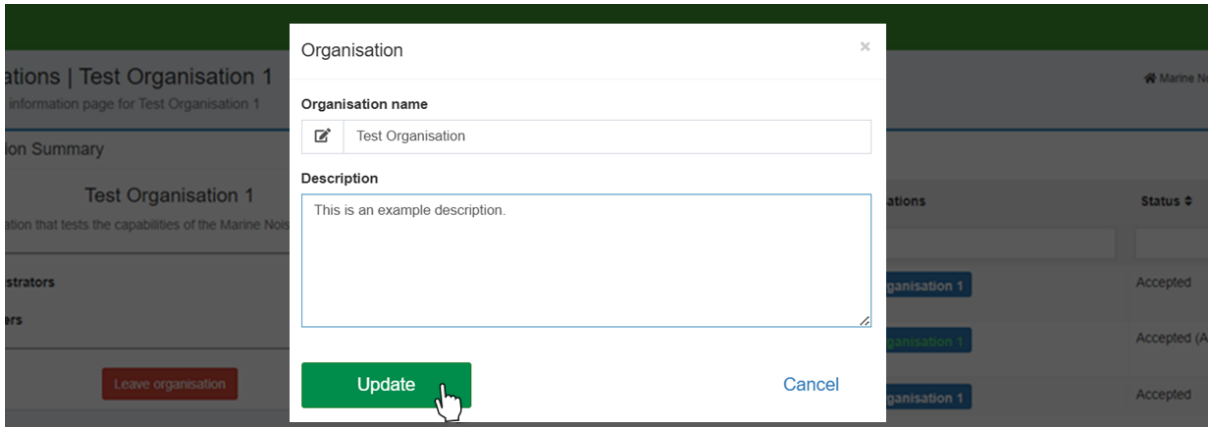 Organisation
×
ations | Test Organisation 1
Marine No
information page for Test Organisation 1
Organisation name
Test Organisation
ion Summary
Description
Test Organisation 1
This is an example description.
ations
Status
ation that tests the capabilities of the Marine Nois
strators
ganisation 1
Accepted
ers
ganisation 1
Accepted (A
Leave organisation
Update
Cancel
ganisation 1
Accepted